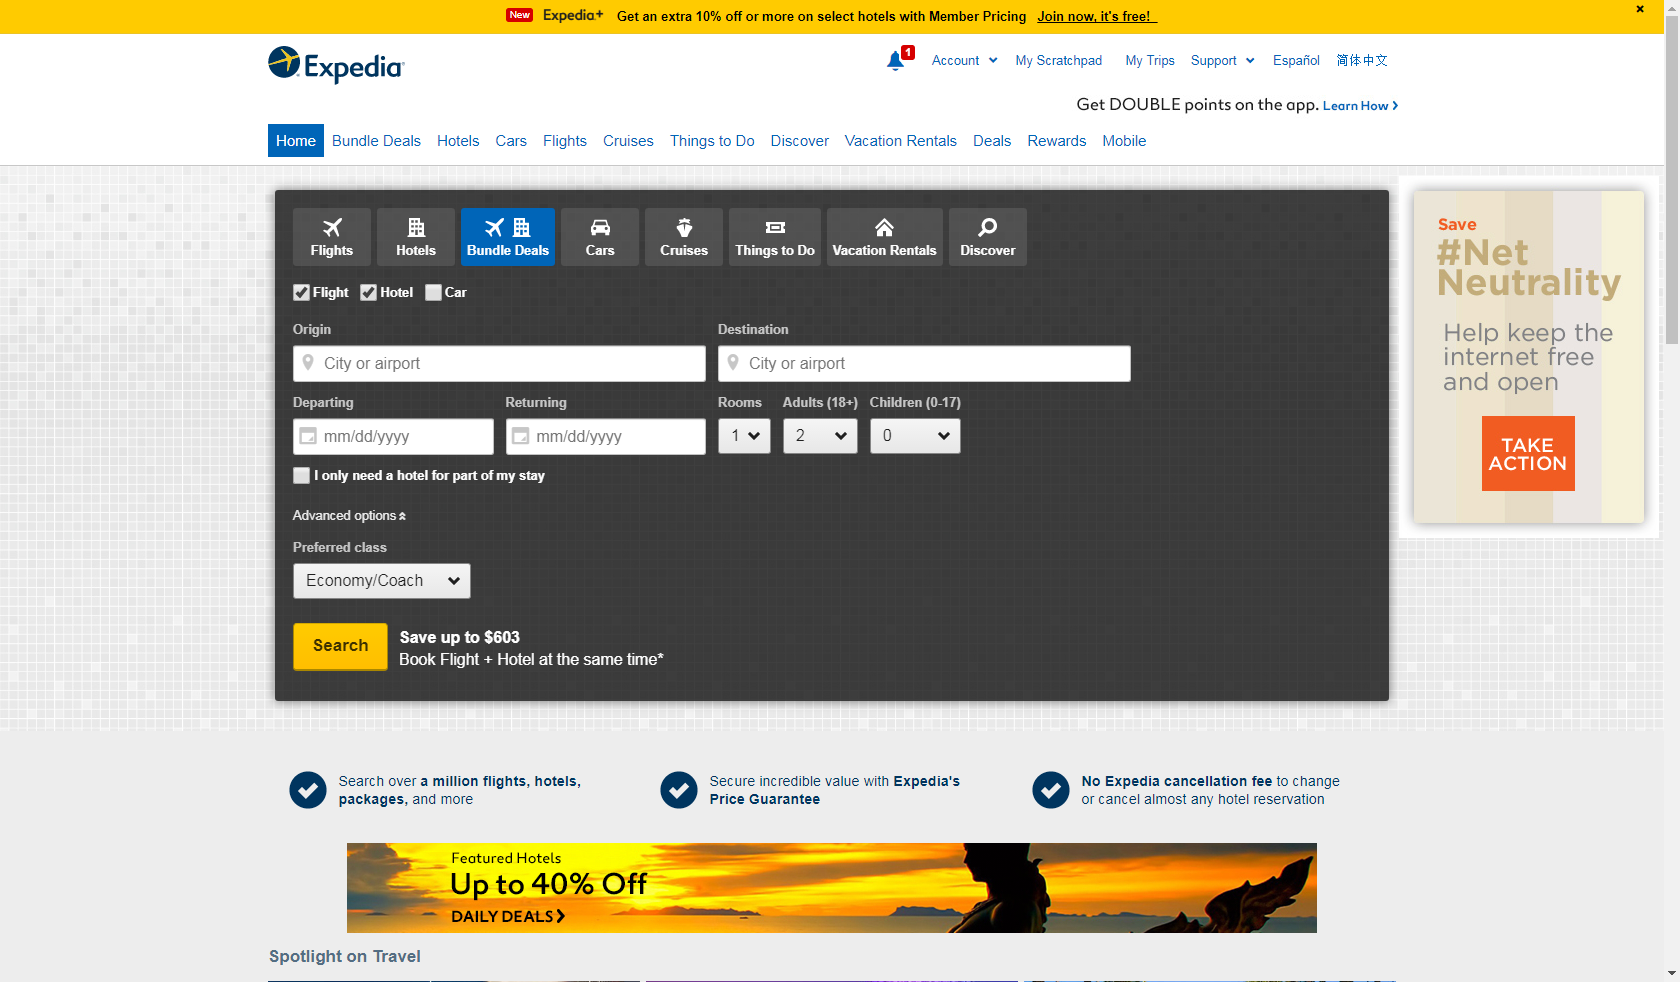 New Expedia+ Get an extra 10% off or more on select hotels with Member Pricing Join now, it's free!
Expedia
1 Account My Scratchpad My Trips Support Español 简体中文
Get DOUBLE points on the app. Learn How
Home Bundle Deals Hotels Cars Flights Cruises Things to Do Discover Vacation Rentals Deals Rewards Mobile
Flights Hotels Bundle Deals Cars Cruises Things to Do Vacation Rentals Discover
Flight Hotel Car
Origin Destination
City or airport City or airport
Departing Returning Rooms Adults (18+) Children (0-17)
mm/dd/yyyy mm/dd/yyyy 1 2 0
I only need a hotel for part of my stay
Advanced options
Preferred class
Economy/Coach
Search
Save up to $603
Book Flight + Hotel at the same time*
Save
#Net
Neutrality
Help keep the
internet free
and open
TAKE
ACTION
Search over a million flights, hotels,
packages, and more
Secure incredible value with Expedia's
Price Guarantee
No Expedia cancellation fee to change
or cancel almost any hotel reservation
Featured Hotels
Up to 40% Off
DAILY DEALS
Spotlight on Travel